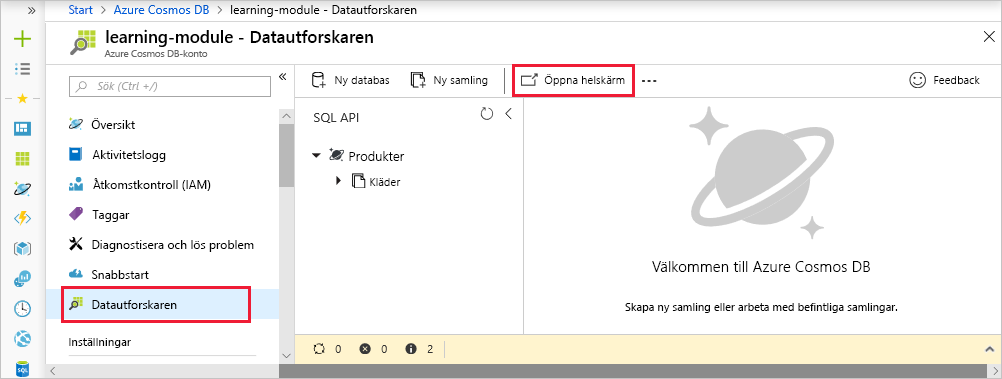 Start > Azure Cosmos DB > learning-module - Datautforskaren
learning-module - Datautforskaren
Azure Cosmos DB-konto
Sök (Ctrl +/)
Översikt
Aktivitetslogg
Åtkomstkontroll (IAM)
Taggar
Diagnostisera och lös problem
Snabbstart
Datautforskaren
Inställningar
Ny databas
Ny samling
Öppna helskärm
Feedback
SQL API
Produkter
Kläder
Välkommen till Azure Cosmos DB
Skapa ny samling eller arbeta med befintliga samlingar.
0 0 2
SQL